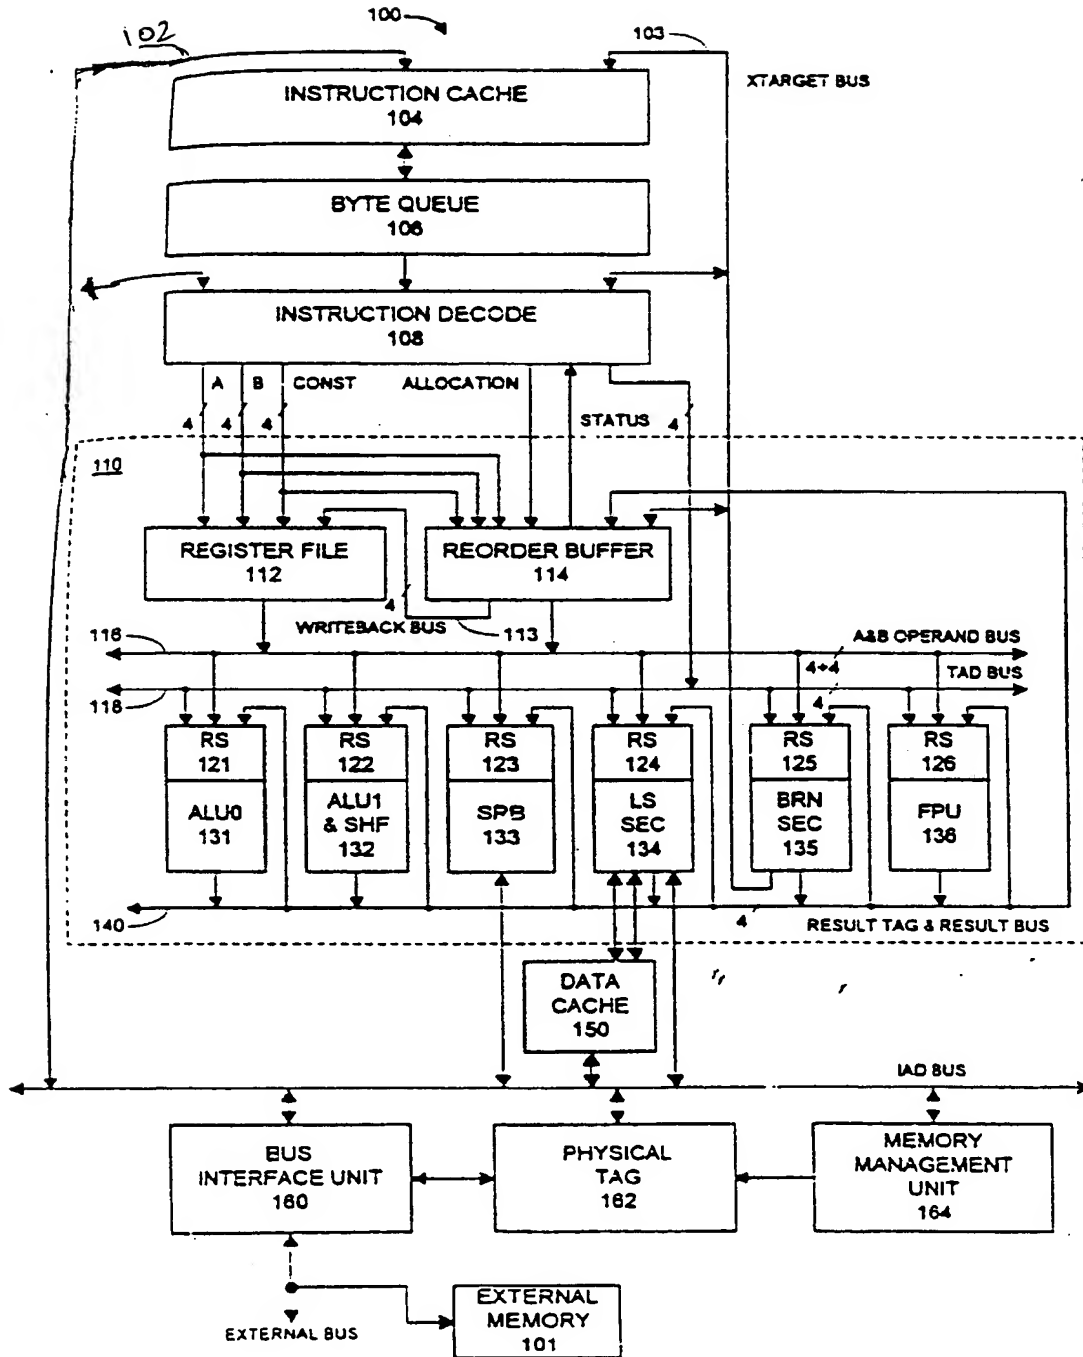 100
102
103
XTARGET BUS
INSTRUCTION CACHE
104
BYTE QUEUE
106
INSTRUCTION DECODE
108
A B CONST ALLOCATION
4 4 4 STATUS 4
110
REGISTER FILE
112
REORDER BUFFER
114
4
WRITEBACK BUS 113
116 A&B OPERAND BUS
4+4
TAD BUS
118 4
RS
121
RS
122
RS
123
RS
124
RS
125
RS
126
ALU0
131
ALU1
& SHF
132
SPB
133
LS
SEC
134
BRN
SEC
135
FPU
136
140 4
RESULT TAG & RESULT BUS
DATA
CACHE
150
IAD BUS
BUS
INTERFACE UNIT
160
PHYSICAL
TAG
162
MEMORY
MANAGEMENT
UNIT
164
EXTERNAL BUS
EXTERNAL
MEMORY
101